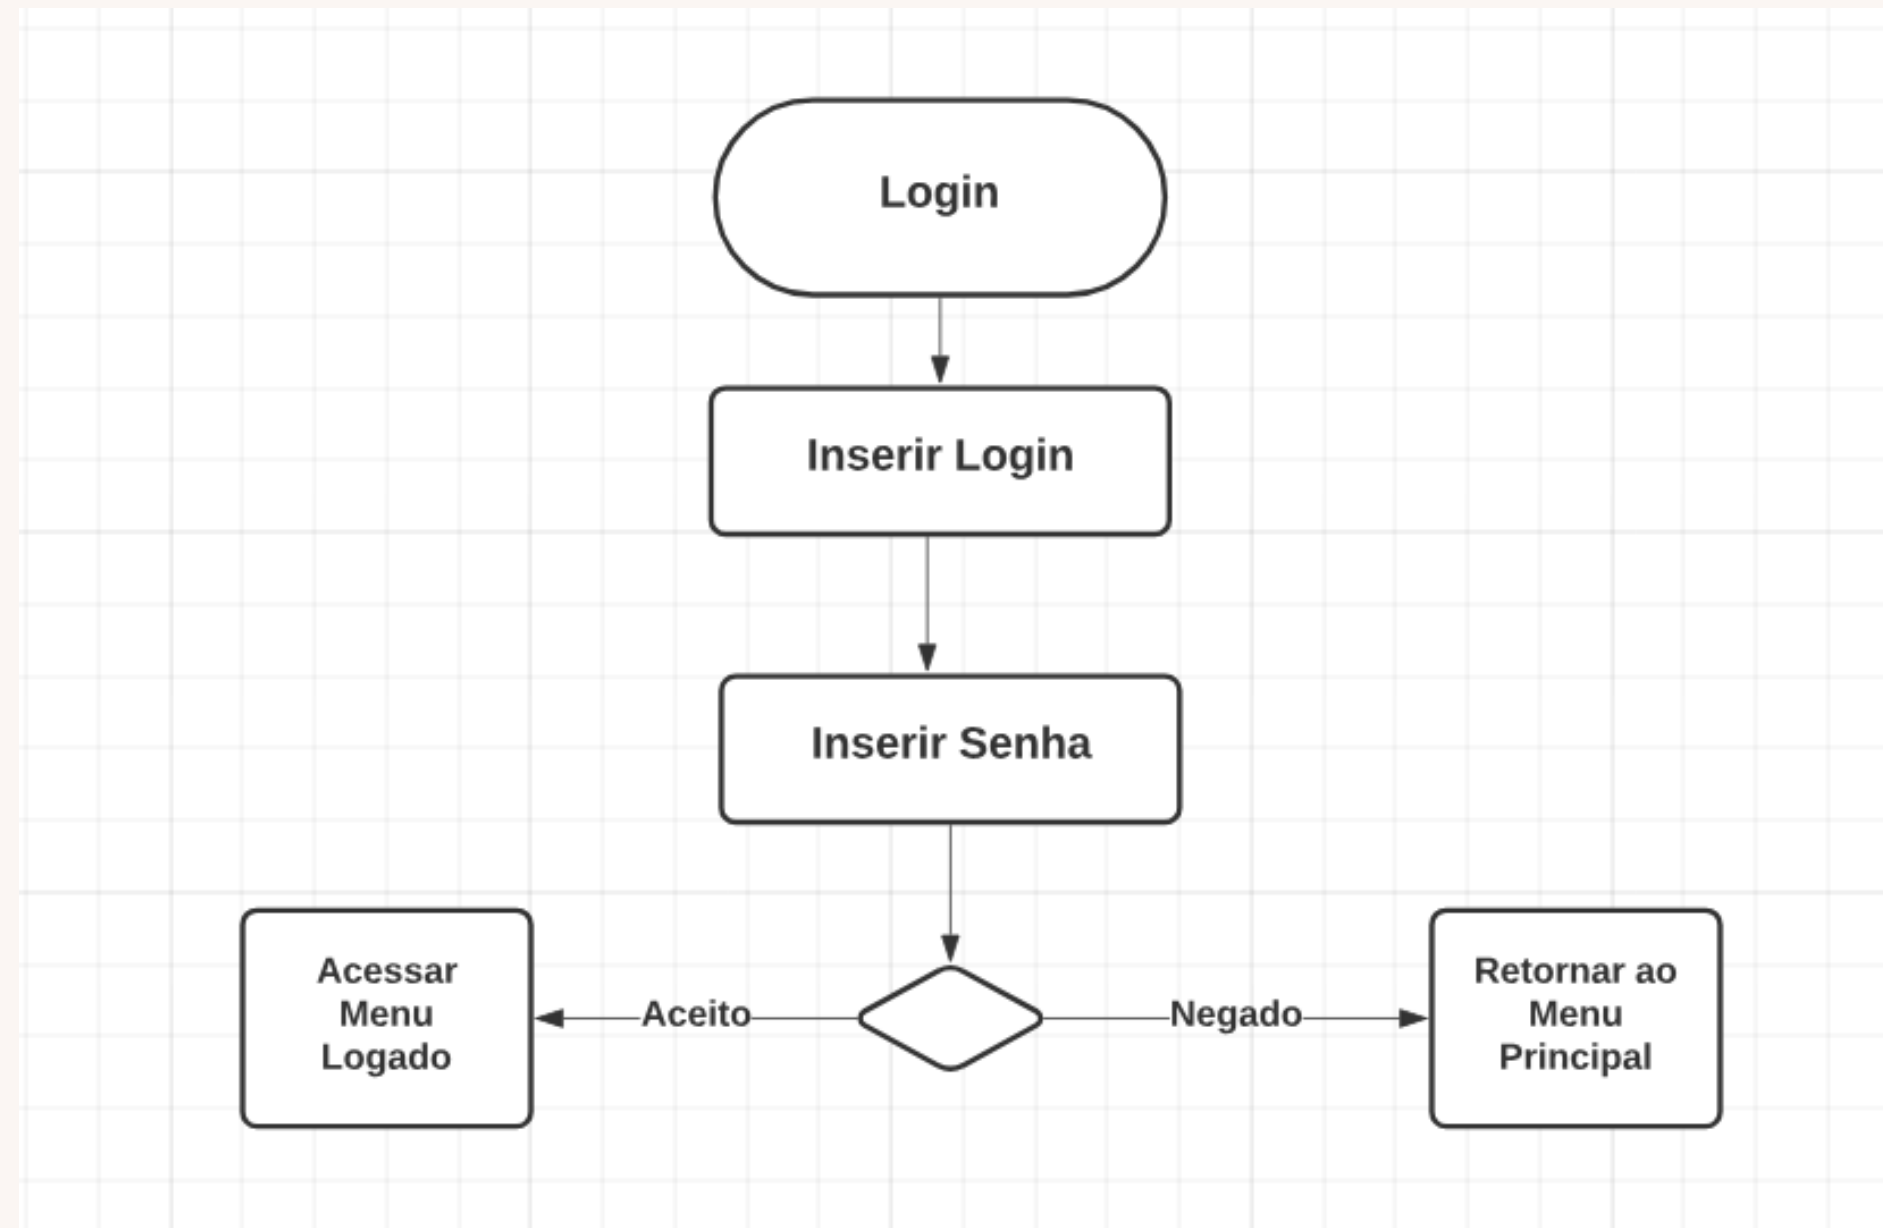 Login
Inserir Login
Inserir Senha
Acessar
Menu
Logado
Aceito
Negado
Retornar ao
Menu
Principal